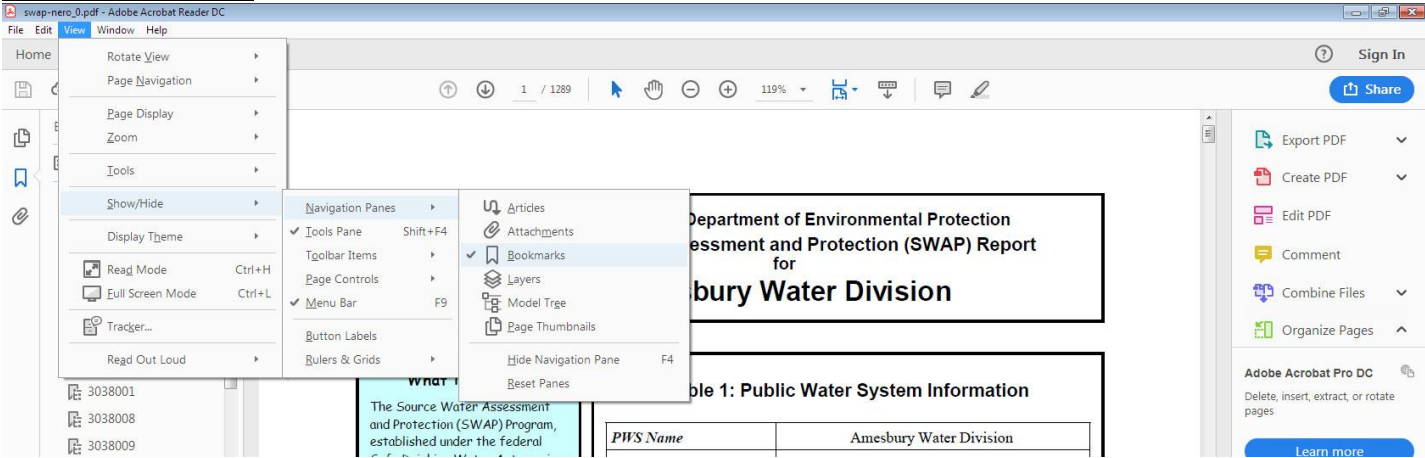 swap-nero_0.pdf - Adobe Acrobat Reader DC
File Edit View Window Help
Home
? Sign In
1 / 1289
119%
Share
Rotate View
Page Navigation
Page Display
Zoom
Tools
Show/Hide
Display Theme
Read Mode Ctrl+H
Full Screen Mode Ctrl+L
Tracker...
Read Out Loud
Navigation Panes
Tools Pane Shift+F4
Toolbar Items
Page Controls
Menu Bar F9
Button Labels
Rulers & Grids
Articles
Attachments
Bookmarks
Layers
Model Tree
Page Thumbnails
Hide Navigation Pane F4
Reset Panes
3038001
3038008
3038009
Department of Environmental Protection
essment and Protection (SWAP) Report
for
bury Water Division
What
The Source Water Assessment
and Protection (SWAP) Program,
established under the federal
ble 1: Public Water System Information
PWS Name Amesbury Water Division
Export PDF
Create PDF
Edit PDF
Comment
Combine Files
Organize Pages
Adobe Acrobat Pro DC
Delete, insert, extract, or rotate
pages
Learn more